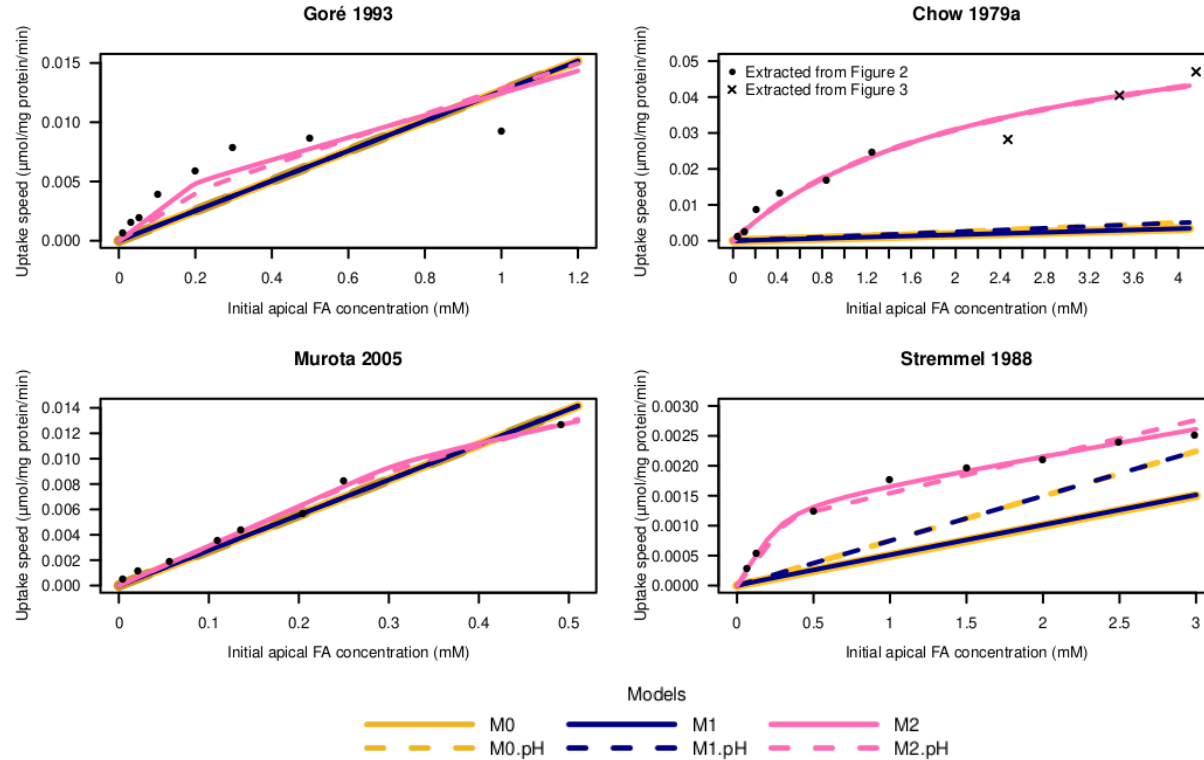 Goré 1993
Uptake speed (µmol/mg protein/min)
0.015
0.010
0.005
0.000
0 0.2 0.4 0.6 0.8 1.0 1.2
Initial apical FA concentration (mM)
Chow 1979a
Uptake speed (µmol/mg protein/min)
0.05
0.04
0.03
0.02
0.01
0.00
Extracted from Figure 2
Extracted from Figure 3
0 0.4 0.8 1.2 1.6 2 2.4 3 3.6 4
Initial apical FA concentration (mM)
Murota 2005
Uptake speed (µmol/mg protein/min)
0.014
0.012
0.010
0.008
0.006
0.004
0.002
0.000
0 0.1 0.2 0.3 0.4 0.5
Initial apical FA concentration (mM)
Stremmel 1988
Uptake speed (µmol/mg protein/min)
0.0030
0.0025
0.0020
0.0015
0.0010
0.0005
0.0000
0 0.5 1 1.5 2 2.5 3
Initial apical FA concentration (mM)
Models
M0 M1 M2
M0.pH M1.pH M2.pH